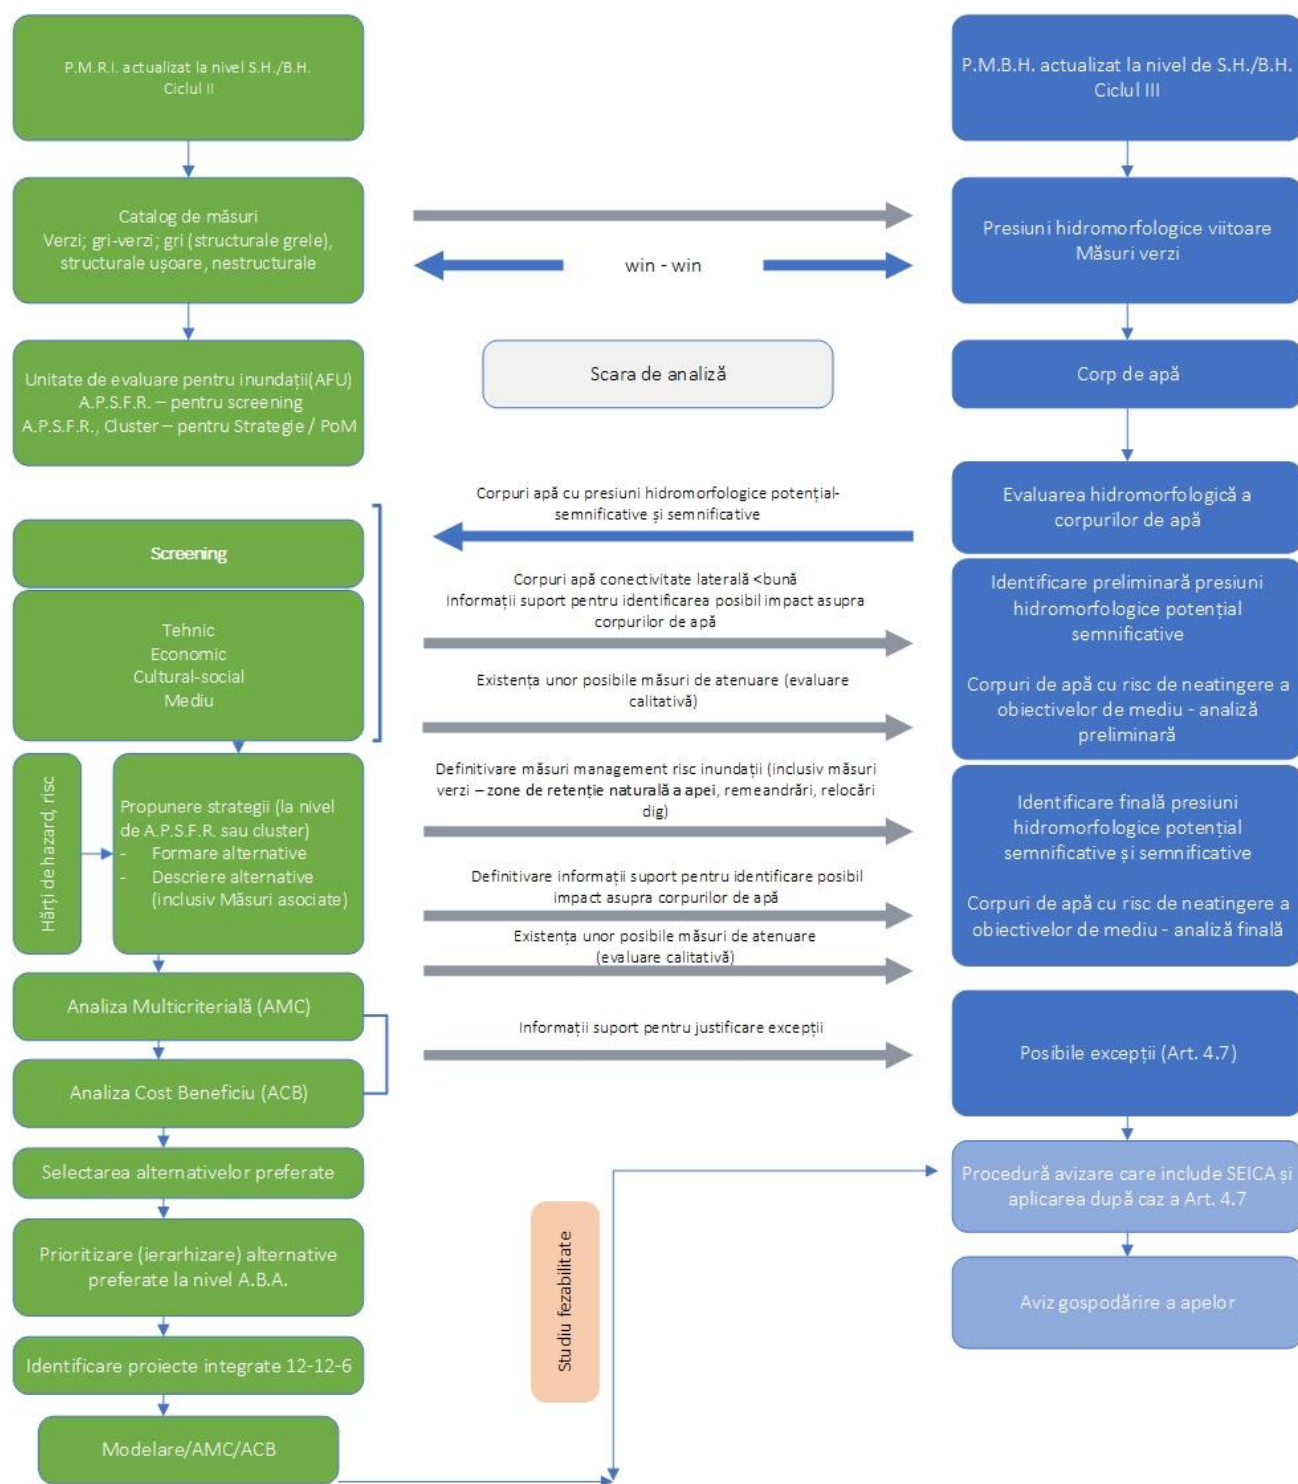 P.M.R.I. actualizat la nivel S.H./B.H.
Ciclul II
P.M.B.H. actualizat la nivel de S.H./B.H.
Ciclul III
Catalog de măsuri
Verzi; gri-verzi; gri (structurale grele),
structurale ușoare, nestructurale
win - win
Presiuni hidromorfologice viitoare
Măsuri verzi
Unitate de evaluare pentru inundații(AFU)
A.P.S.F.R. – pentru screening
A.P.S.F.R., Cluster – pentru Strategie / PoM
Scara de analiză
Corp de apă
Corpuri apă cu presiuni hidromorfologice potențial-
semnificative și semnificative
Evaluarea hidromorfologică a
corpurilor de apă
Screening
Tehnic
Economic
Cultural-social
Mediu
Corpuri apă conectivitate laterală <bună
Informații suport pentru identificarea posibil impact asupra
corpurilor de apă
Existența unor posibile măsuri de atenuare (evaluare
calitativă)
Identificare preliminară presiuni
hidromorfologice potențial
semnificative
Corpuri de apă cu risc de neatingere a
obiectivelor de mediu - analiză
preliminară
Hărți de hazard, risc
Propunere strategii (la nivel
de A.P.S.F.R. sau cluster)
- Formare alternative
- Descriere alternative
(inclusiv Măsuri asociate)
Definitivare măsuri management risc inundații (inclusiv măsuri
verzi – zone de retenție naturală a apei, remeandrări, relocări
dig)
Definitivare informații suport pentru identificare posibil
impact asupra corpurilor de apă
Existența unor posibile măsuri de atenuare
(evaluare calitativă)
Identificare finală presiuni
hidromorfologice potențial
semnificative și semnificative
Corpuri de apă cu risc de neatingere a
obiectivelor de mediu - analiză finală
Analiza Multicriterială (AMC)
Informații suport pentru justificare excepții
Posibile excepții (Art. 4.7)
Analiza Cost Beneficiu (ACB)
Selectarea alternativelor preferate
Procedură avizare care include SEICA și
aplicarea după caz a Art. 4.7
Prioritizare (ierarhizare) alternative
preferate la nivel A.B.A.
Studiu fezabilitate
Aviz gospodărire a apelor
Identificare proiecte integrate 12-12-6
Modelare/AMC/ACB